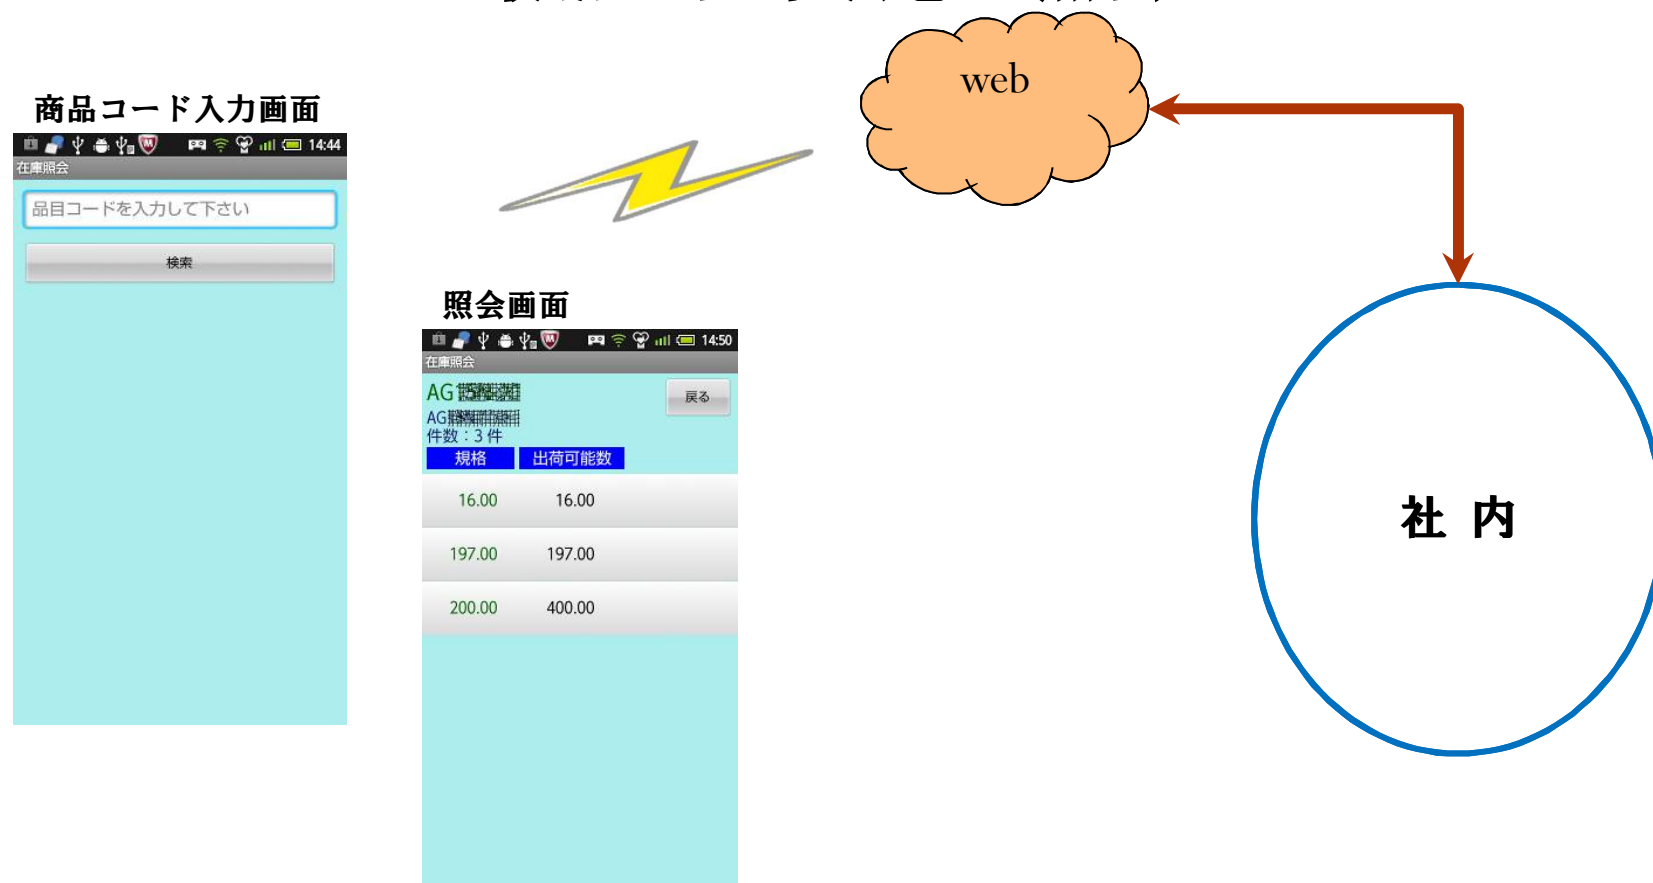 web
商品コード入力画面
14:44
在庫照会
品目コードを入力して下さい
検索
照会画面
14:50
在庫照会
AG
戻る
AG
件数：3 件
規格 出荷可能数
16.00 16.00
197.00 197.00
200.00 400.00
社 内